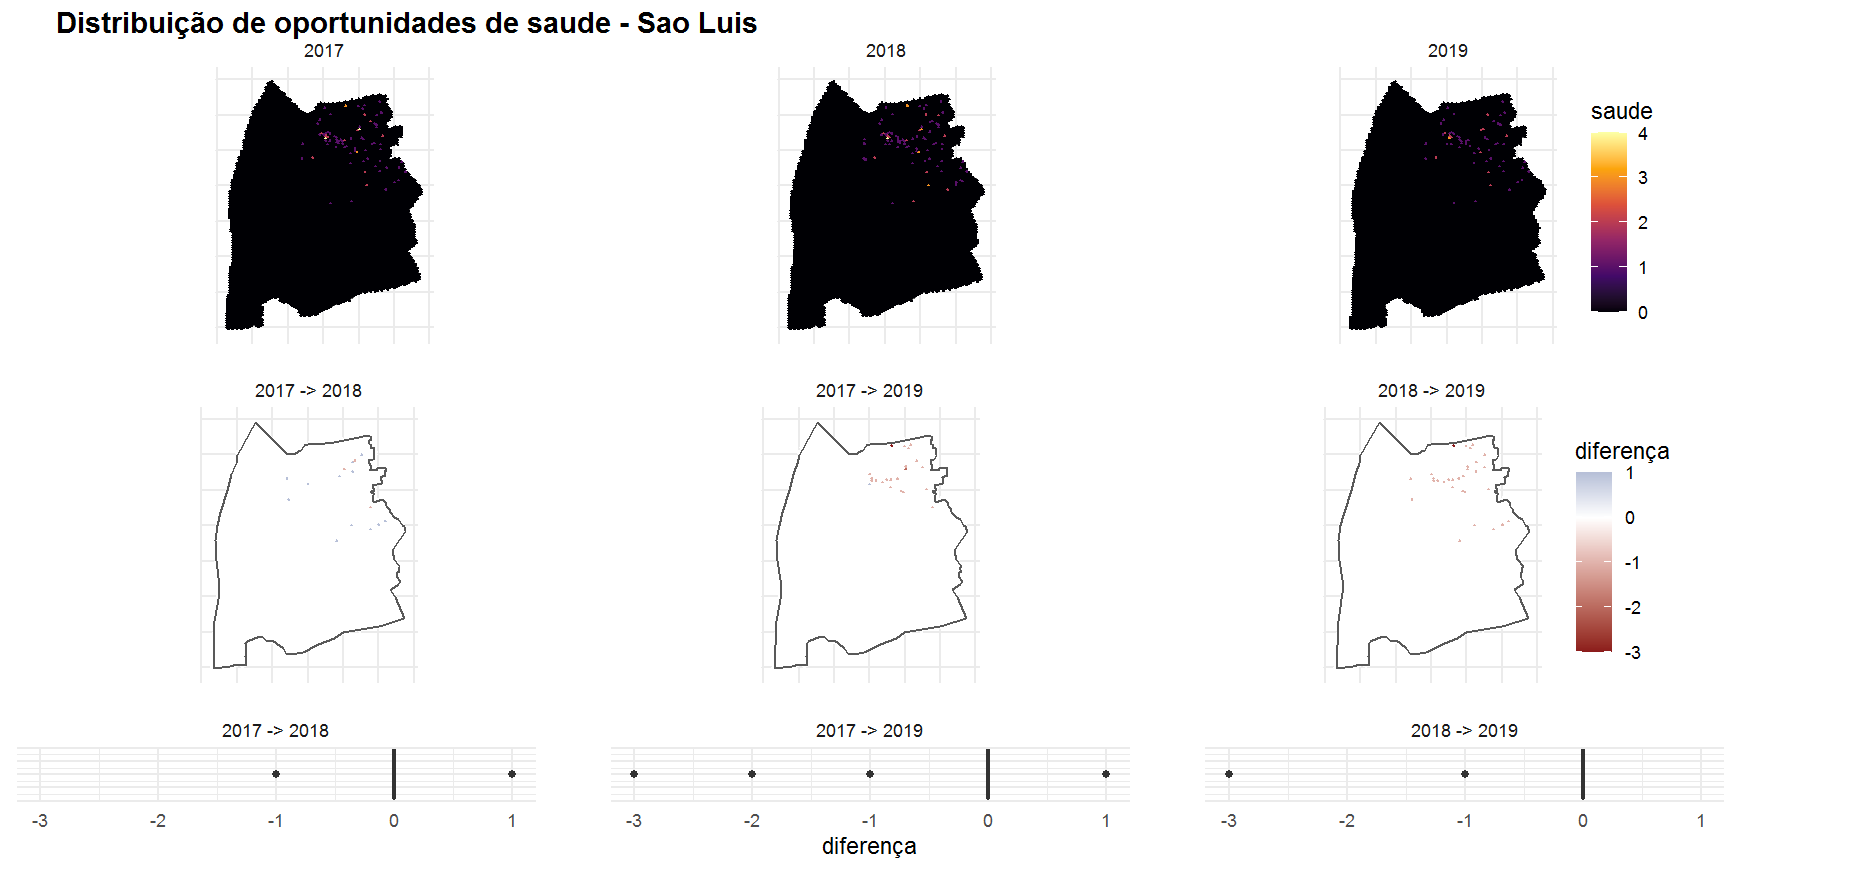 Distribuição de oportunidades de saude - Sao Luis
2017
2018
2019
saude
4
3
2
1
0
2017 -> 2018
2017 -> 2019
2018 -> 2019
diferença
1
0
-1
-2
-3
2017 -> 2018
2017 -> 2019
2018 -> 2019
-3 -2 -1 0 1
-3 -2 -1 0 1
-3 -2 -1 0 1
diferença